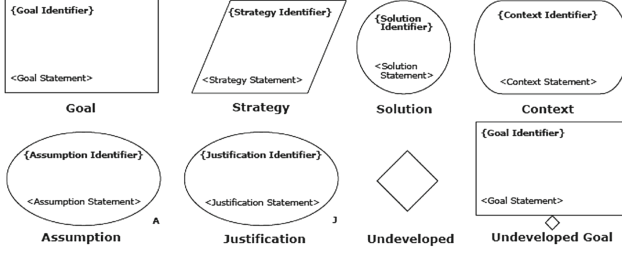 {Goal Identifier}
<Goal Statement>
Goal
{Strategy Identifier}
<Strategy Statement>
Strategy
{Solution
Identifier}
<Solution
Statement>
Solution
{Context Identifier}
<Context Statement>
Context
{Assumption Identifier}
<Assumption Statement>
A
Assumption
{Justification Identifier}
<Justification Statement>
J
Justification
Undeveloped
{Goal Identifier}
<Goal Statement>
Undeveloped Goal